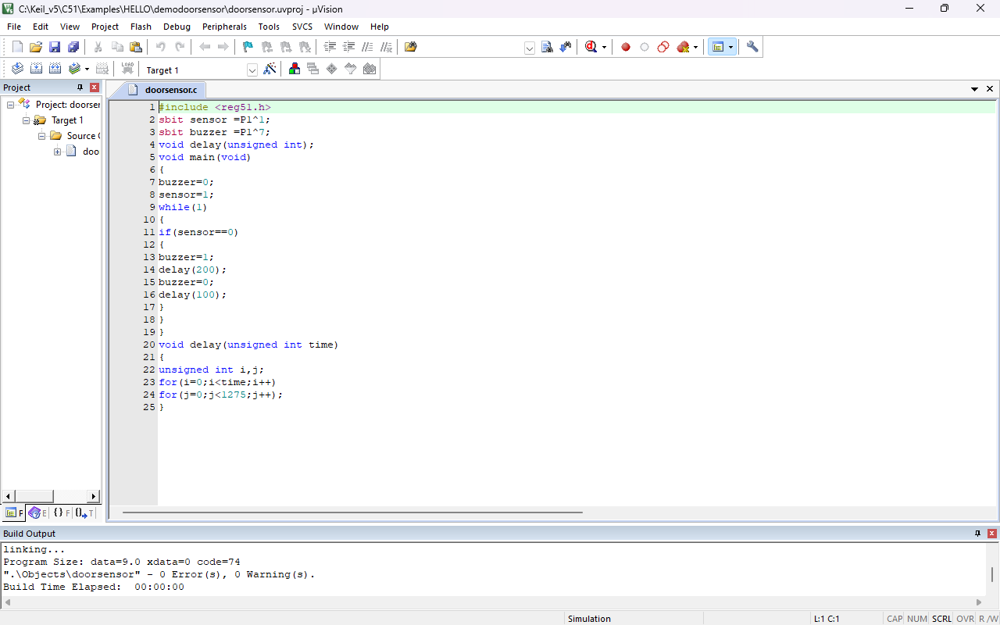 C:\Keil_v5\C51\Examples\HELLO\demodoorsensor\doorsensor.uvproj - µVision
File Edit View Project Flash Debug Peripherals Tools SVCS Window Help
LOAD
Target 1
Project
doorsensor.c
Project: doorser
Target 1
Source
doo
1 #include <reg51.h>
2 sbit sensor =P1^1;
3 sbit buzzer =P1^7;
4 void delay(unsigned int);
5 void main(void)
6 {
7 buzzer=0;
8 sensor=1;
9 while(1)
10 {
11 if(sensor==0)
12 {
13 buzzer=1;
14 delay(200);
15 buzzer=0;
16 delay(100);
17 }
18 }
19 }
20 void delay(unsigned int time)
21 {
22 unsigned int i,j;
23 for(i=0;i<time;i++)
24 for(j=0;j<1275;j++);
25 }
{} F
Build Output
linking...
Program Size: data=9.0 xdata=0 code=74
".\Objects\doorsensor" - 0 Error(s), 0 Warning(s).
Build Time Elapsed:  00:00:00
Simulation
L:1 C:1
CAP NUM SCRL OVR R /W